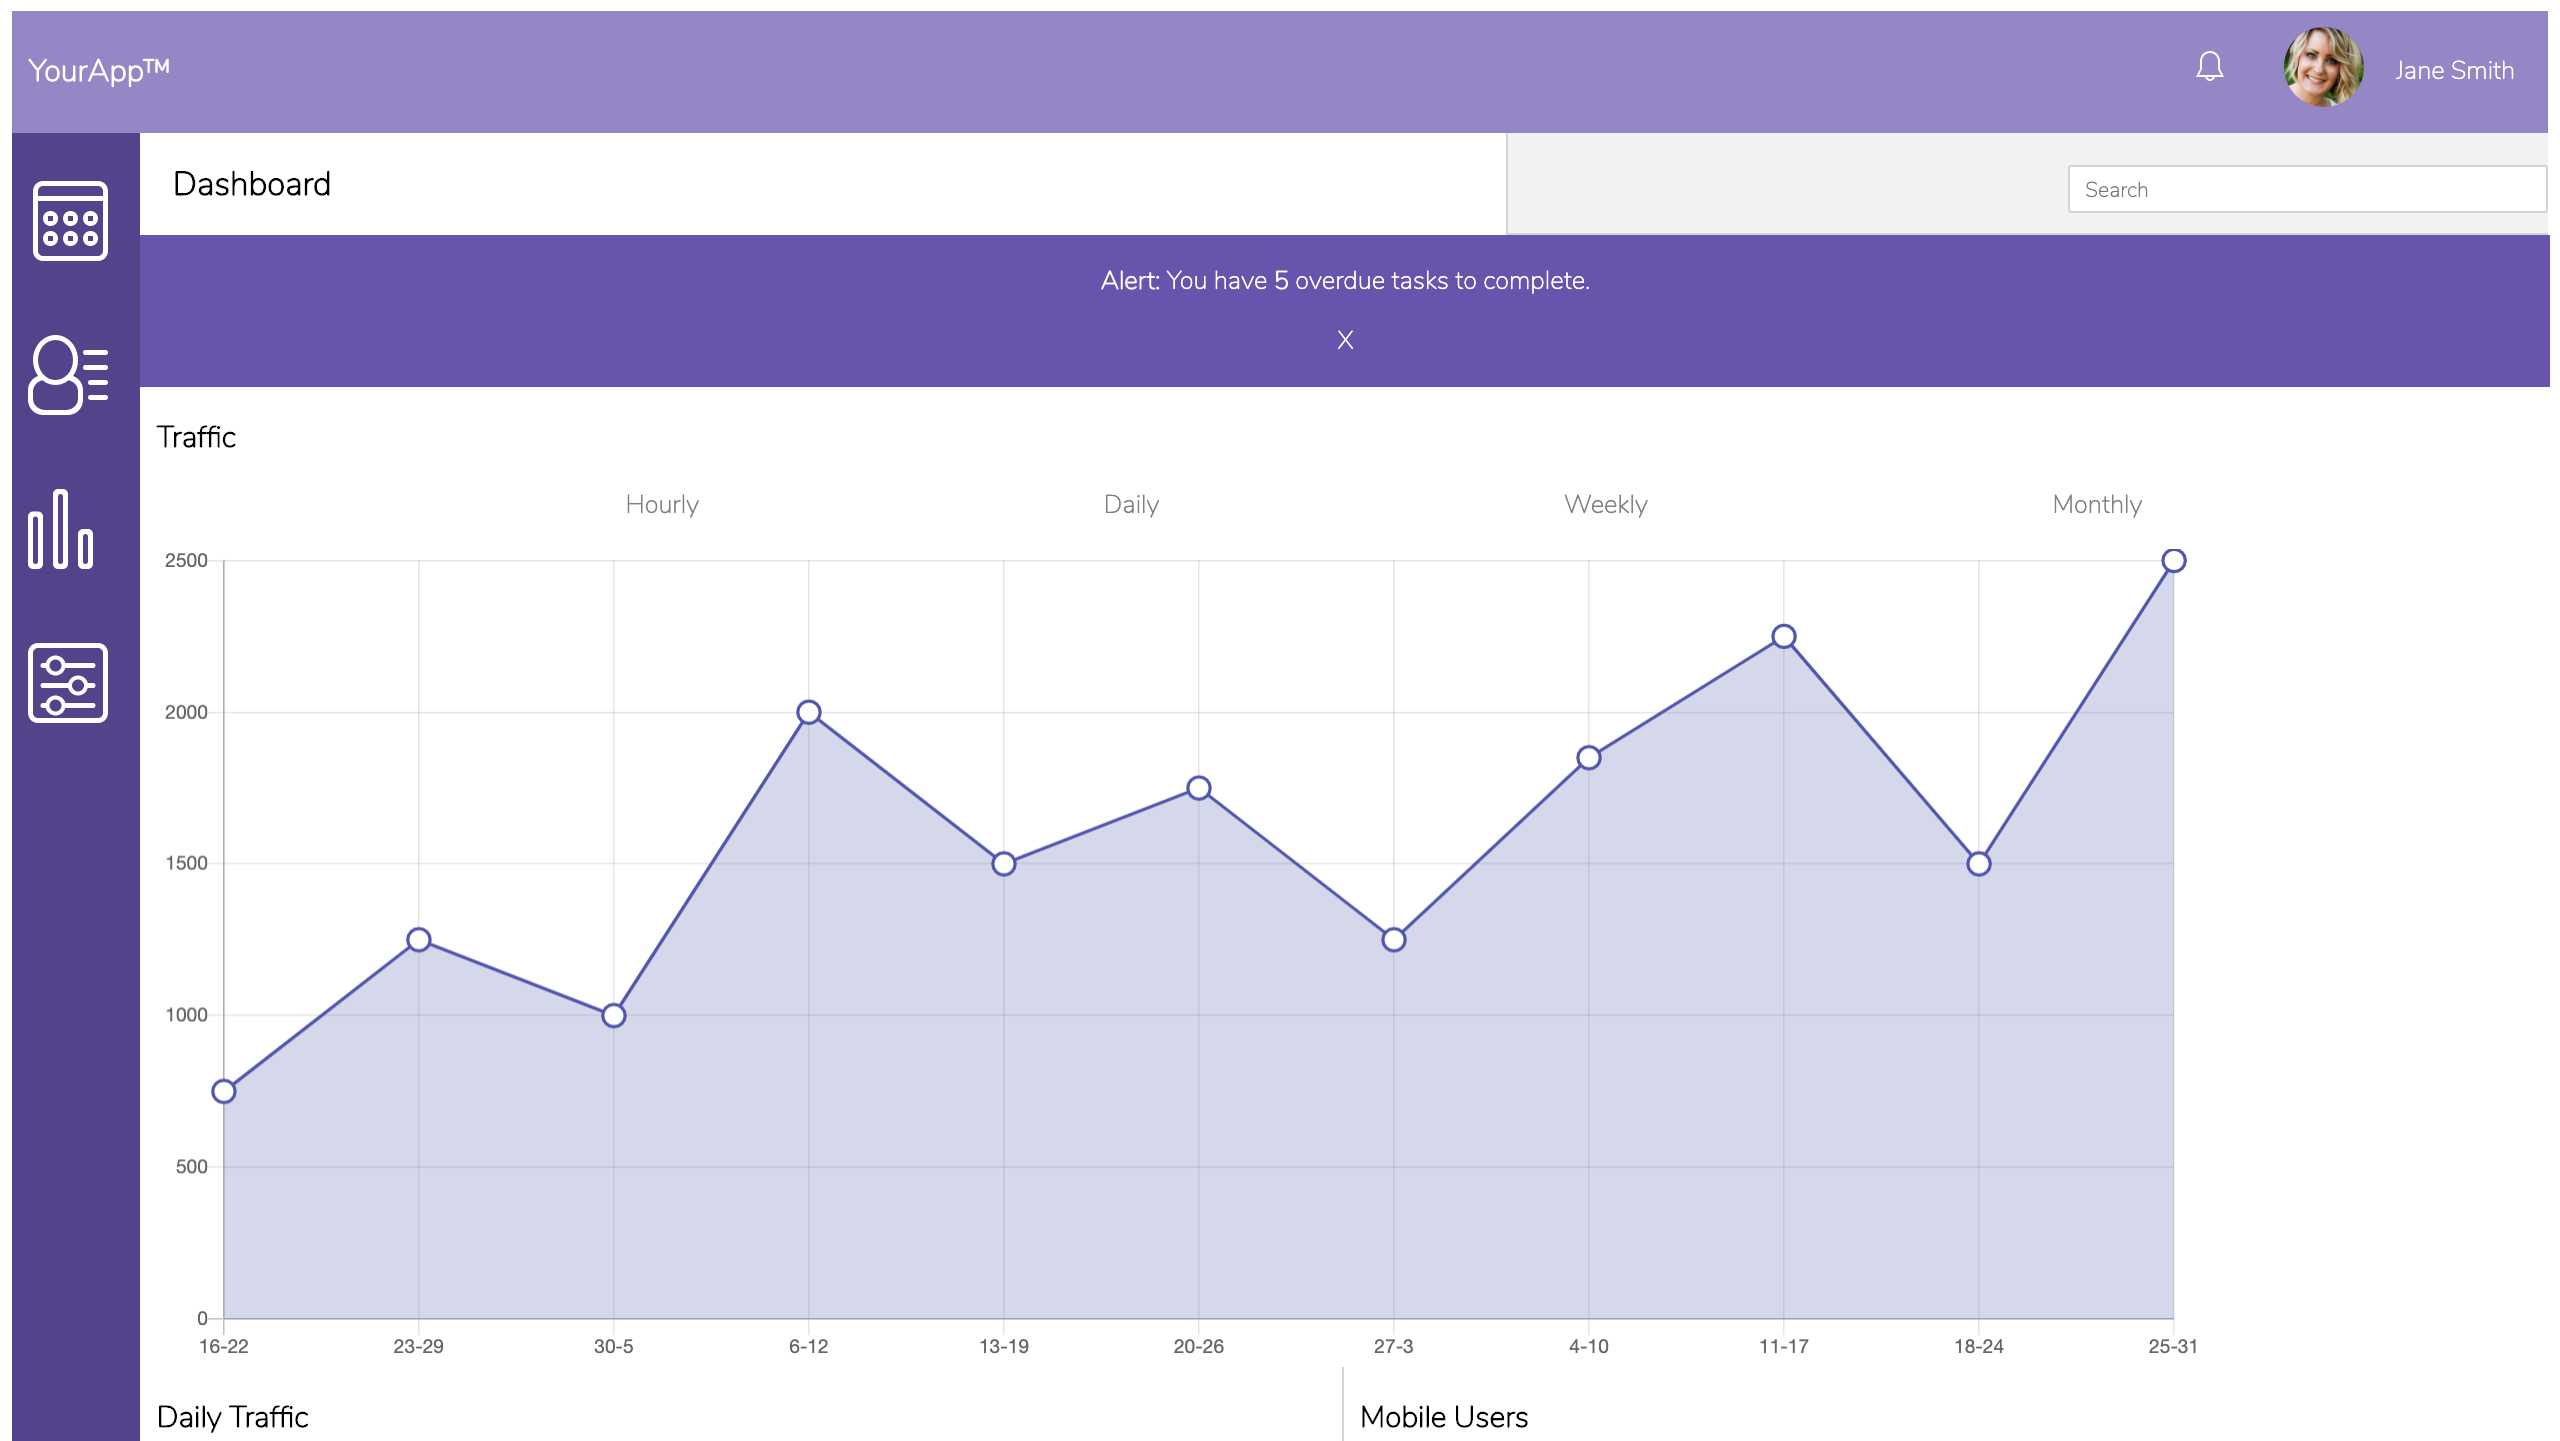 YourApp™
Jane Smith
Dashboard
Search
Alert: You have 5 overdue tasks to complete.
X
Traffic
Hourly Daily Weekly Monthly
2500
2000
1500
1000
500
0
16-22 23-29 30-5 6-12 13-19 20-26 27-3 4-10 11-17 18-24 25-31
Daily Traffic
Mobile Users